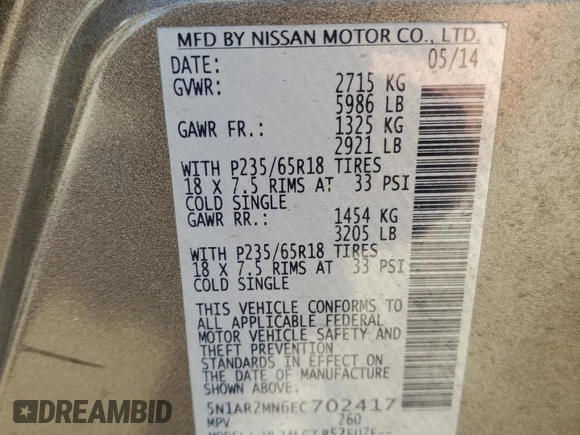 MFD BY NISSAN MOTOR CO., LTD.
DATE: 05/14
GVWR: 2715 KG
5986 LB
GAWR FR.: 1325 KG
2921 LB
WITH P235/65R18 TIRES
18 X 7.5 RIMS AT 33 PSI
COLD SINGLE
GAWR RR.: 1454 KG
3205 LB
WITH P235/65R18 TIRES
18 X 7.5 RIMS AT 33 PSI
COLD SINGLE
THIS VEHICLE CONFORMS TO
ALL APPLICABLE FEDERAL
MOTOR VEHICLE SAFETY AND
THEFT PREVENTION
STANDARDS IN EFFECT ON
THE DATE OF MANUFACTURE
SHOWN ABOVE.
5N1AR2MN6EC702417
MPV 260
RECORDSBASE.COM